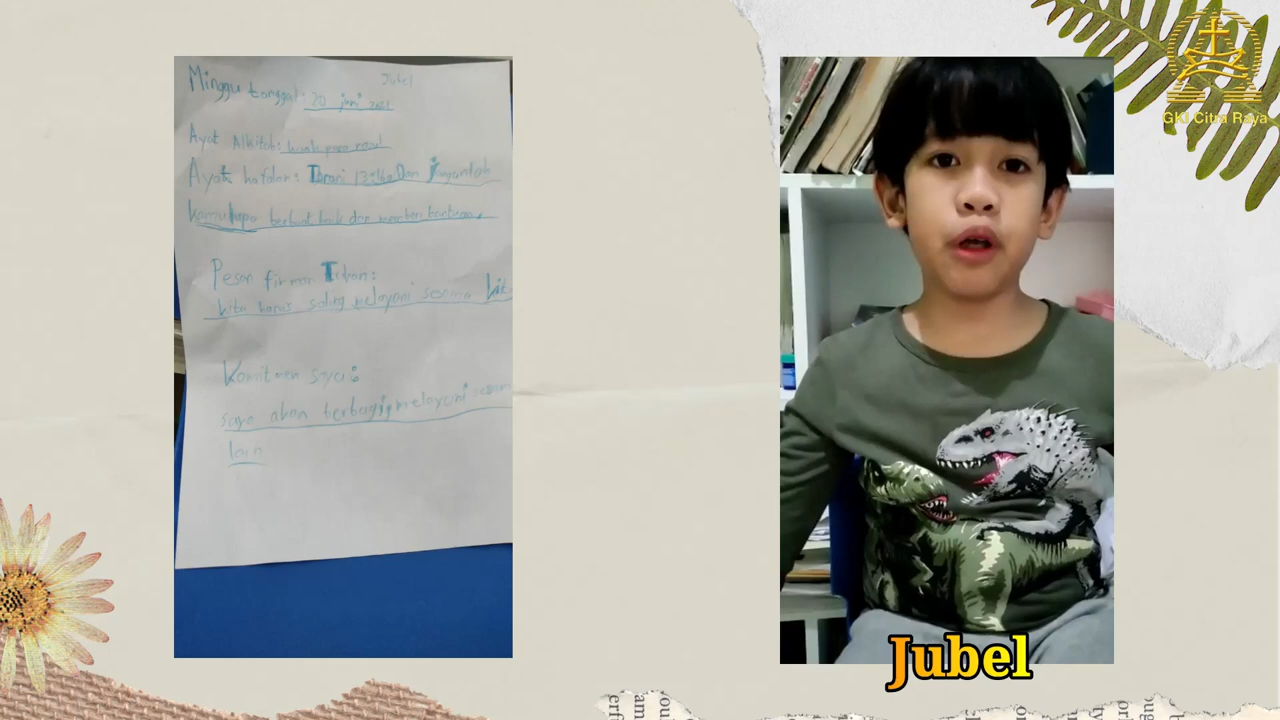 Jubel
Minggu tanggal: 20 juni 2021
Ayat Alkitab:
Ayat hafalan: Ibrani 13:16a Dan janganlah
kamu lupa berbuat baik dan memberi bantuan,
Pesan firman Tuhan:
kita harus saling melayani sesama
Komitmen saya:
saya akan melayani
lain
GKI Citra Raya
Jubel